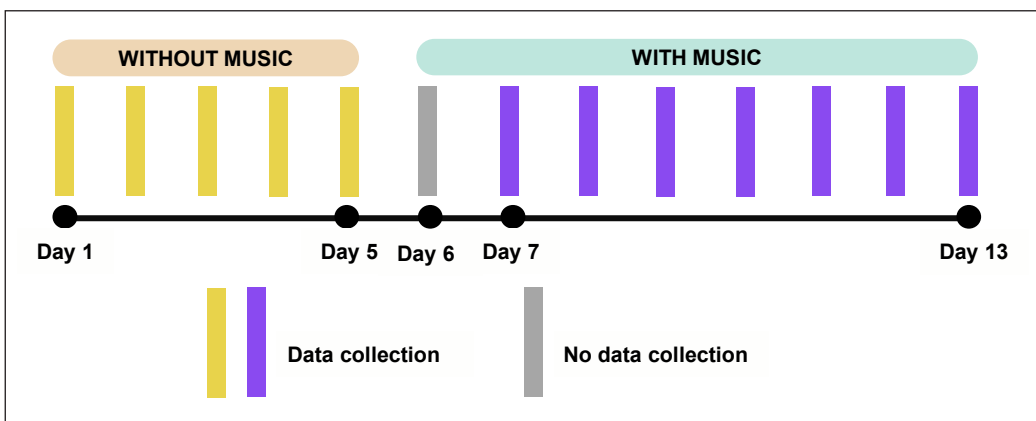 WITHOUT MUSIC
WITH MUSIC
Day 1
Day 5
Day 6
Day 7
Day 13
Data collection
No data collection